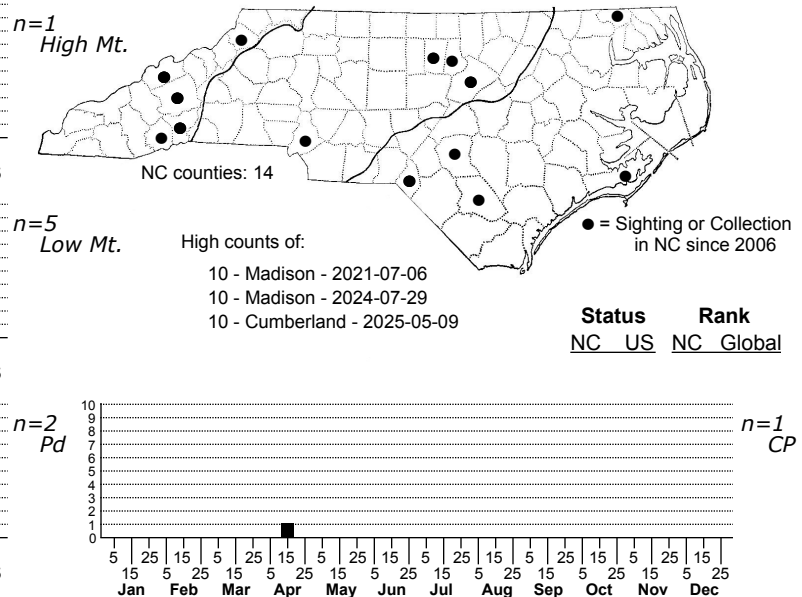 n=1
High Mt.
NC counties: 14
n=5
Low Mt.
● = Sighting or Collection
in NC since 2006
High counts of:
10 - Madison - 2021-07-06
10 - Madison - 2024-07-29
10 - Cumberland - 2025-05-09
Status Rank
NC US NC Global
n=2
Pd
n=1
CP
10
9
8
7
6
5
4
3
2
1
0
5 25 15 5 25 15 5 25 15 5 25 15 5 25 15 5 25 15
15 5 25 15 5 25 15 5 25 15 5 25 15 5 25 15 5 25
Jan Feb Mar Apr May Jun Jul Aug Sep Oct Nov Dec